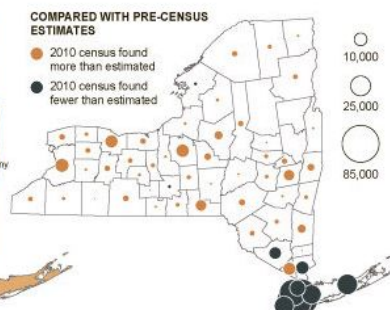 COMPARED WITH PRE-CENSUS
ESTIMATES
2010 census found
more than estimated
2010 census found
fewer than estimated
10,000
25,000
85,000
ny